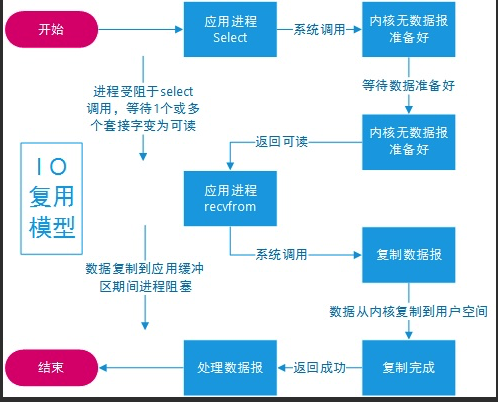 开始
应用进程
Select
系统调用
内核无数据报
准备好
进程受阻于select
调用，等待1个或多
个套接字变为可读
等待数据准备好
内核无数据报
准备好
返回可读
IO
复用
模型
应用进程
recvfrom
系统调用
复制数据报
数据复制到应用缓冲
区期间进程阻塞
数据从内核复制到用户空间
结束
处理数据报
返回成功
复制完成